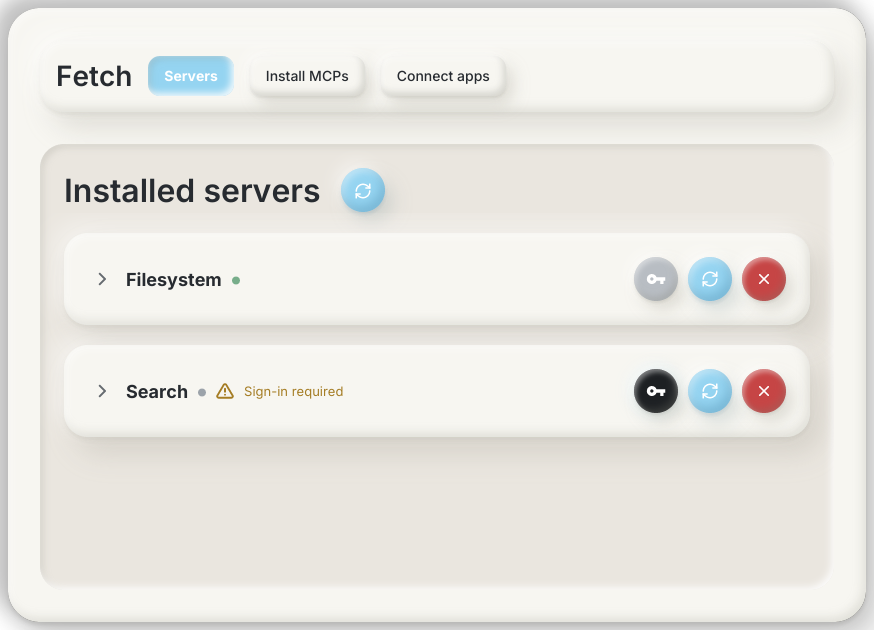 Fetch Servers Install MCPs Connect apps
Installed servers
Filesystem
Search Sign-in required